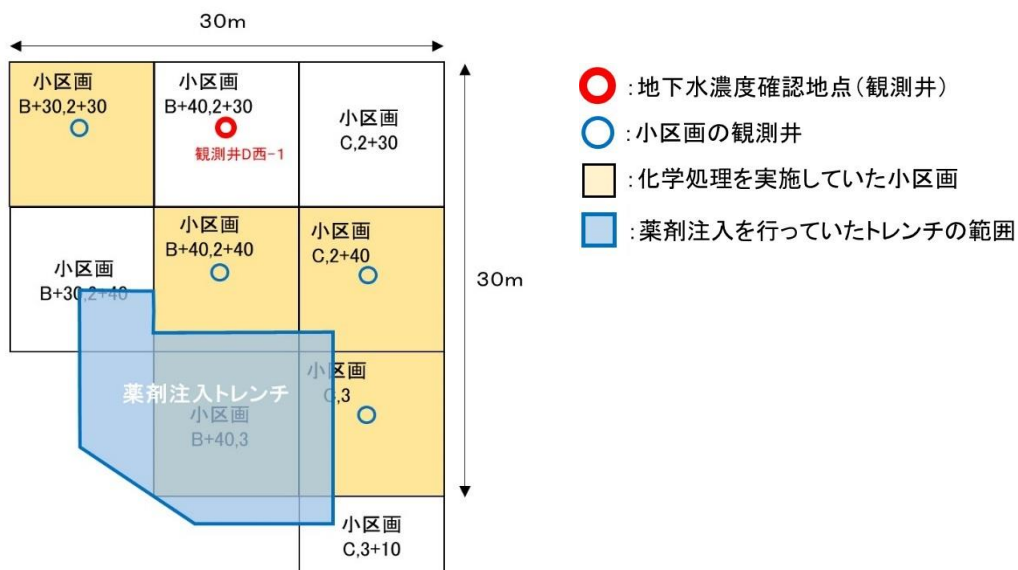 30m
小区画
B+30,2+30
小区画
B+40,2+30
観測井D西-1
小区画
C,2+30
小区画
B+30,2+40
小区画
B+40,2+40
小区画
C,2+40
30m
薬剤注入トレンチ
小区画
B+40,3
小区画
C,3
小区画
C,3+10
：地下水濃度確認地点（観測井）
：小区画の観測井
：化学処理を実施していた小区画
：薬剤注入を行っていたトレンチの範囲